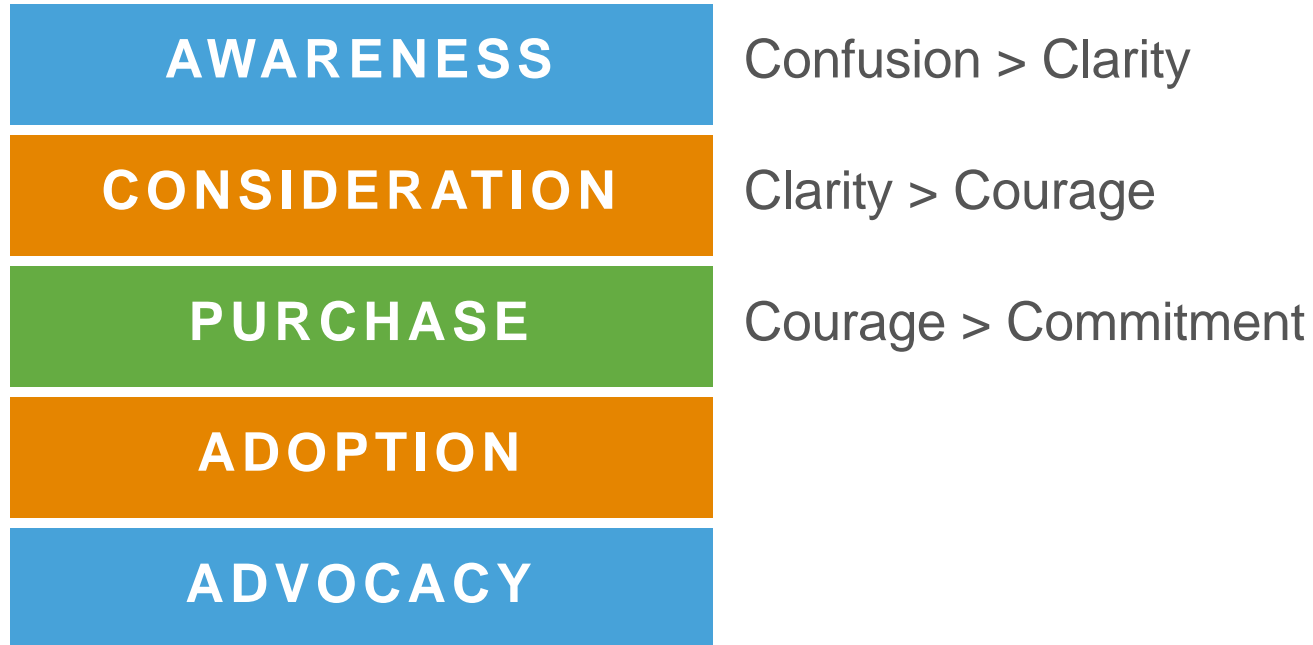 AWARENESS Confusion > Clarity
CONSIDERATION Clarity > Courage
PURCHASE Courage > Commitment
ADOPTION
ADVOCACY